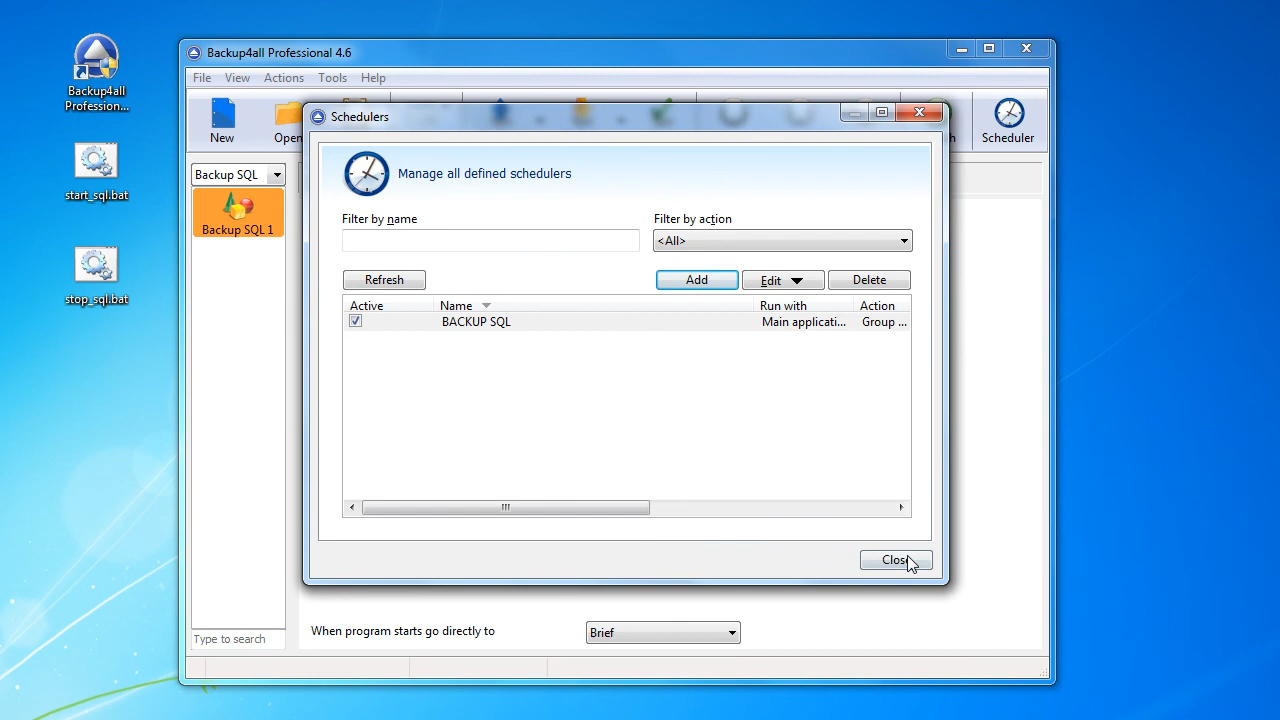 Backup4all
Profession...
start_sql.bat
stop_sql.bat
Backup4all Professional 4.6
File View Actions Tools Help
New
Open
Scheduler
Backup SQL
Backup SQL 1
Type to search
Schedulers
Manage all defined schedulers
Filter by name
Filter by action
<All>
Refresh
Add
Edit
Delete
Active Name Run with Action
BACKUP SQL Main applicati... Group ...
Close
When program starts go directly to
Brief